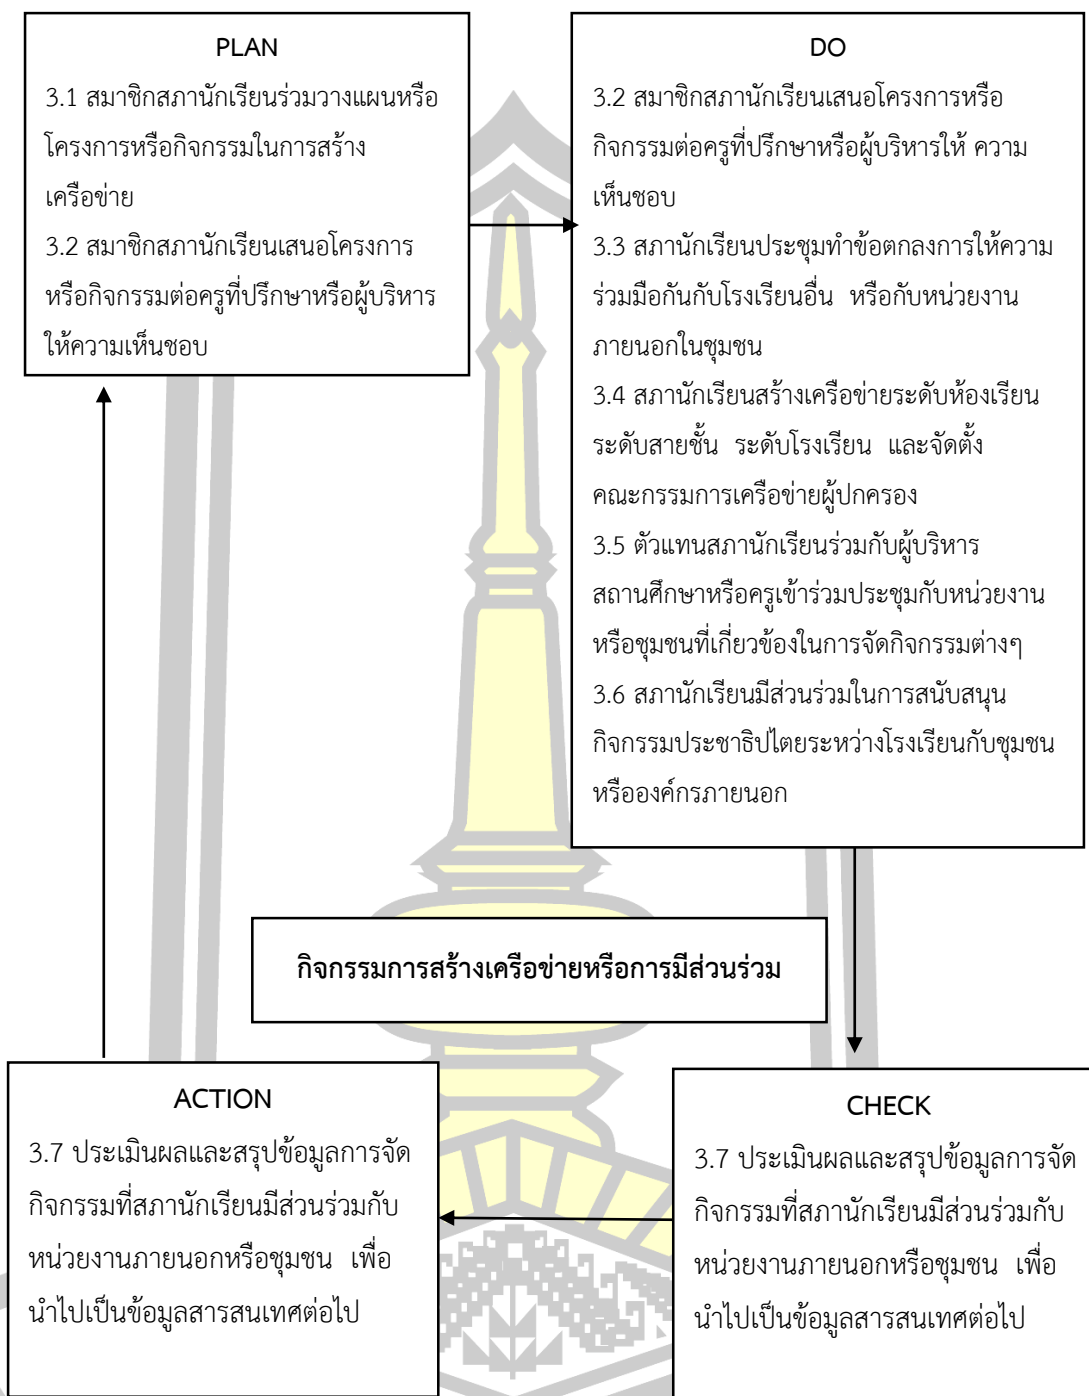 PLAN
3.1 สมาชิกสภานักเรียนร่วมวางแผนหรือ
โครงการหรือกิจกรรมในการสร้าง
เครือข่าย
3.2 สมาชิกสภานักเรียนเสนอโครงการ
หรือกิจกรรมต่อครูที่ปรึกษาหรือผู้บริหาร
ให้ความเห็นชอบ
DO
3.2 สมาชิกสภานักเรียนเสนอโครงการหรือ
กิจกรรมต่อครูที่ปรึกษาหรือผู้บริหารให้ ความ
เห็นชอบ
3.3 สภานักเรียนประชุมทำข้อตกลงการให้ความ
ร่วมมือกันกับโรงเรียนอื่น หรือกับหน่วยงาน
ภายนอกในชุมชน
3.4 สภานักเรียนสร้างเครือข่ายระดับห้องเรียน
ระดับสายชั้น ระดับโรงเรียน และจัดตั้ง
คณะกรรมการเครือข่ายผู้ปกครอง
3.5 ตัวแทนสภานักเรียนร่วมกับผู้บริหาร
สถานศึกษาหรือครูเข้าร่วมประชุมกับหน่วยงาน
หรือชุมชนที่เกี่ยวข้องในการจัดกิจกรรมต่างๆ
3.6 สภานักเรียนมีส่วนร่วมในการสนับสนุน
กิจกรรมประชาธิปไตยระหว่างโรงเรียนกับชุมชน
หรือองค์กรภายนอก
กิจกรรมการสร้างเครือข่ายหรือการมีส่วนร่วม
ACTION
3.7 ประเมินผลและสรุปข้อมูลการจัด
กิจกรรมที่สภานักเรียนมีส่วนร่วมกับ
หน่วยงานภายนอกหรือชุมชน เพื่อ
นำไปเป็นข้อมูลสารสนเทศต่อไป
CHECK
3.7 ประเมินผลและสรุปข้อมูลการจัด
กิจกรรมที่สภานักเรียนมีส่วนร่วมกับ
หน่วยงานภายนอกหรือชุมชน เพื่อ
นำไปเป็นข้อมูลสารสนเทศต่อไป